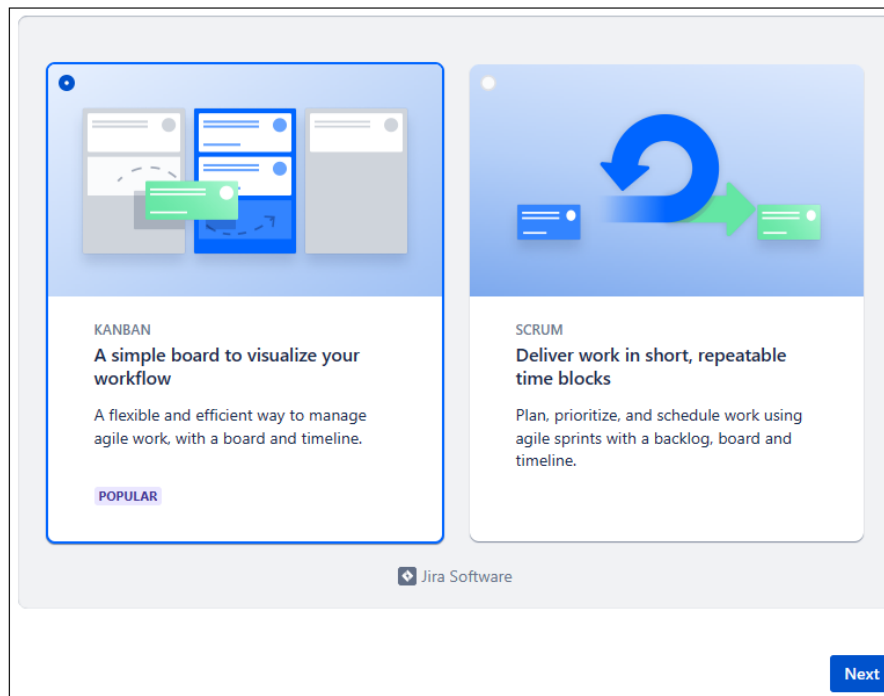 KANBAN
A simple board to visualize your
workflow
A flexible and efficient way to manage
agile work, with a board and timeline.
POPULAR
SCRUM
Deliver work in short, repeatable
time blocks
Plan, prioritize, and schedule work using
agile sprints with a backlog, board and
timeline.
Jira Software
Next